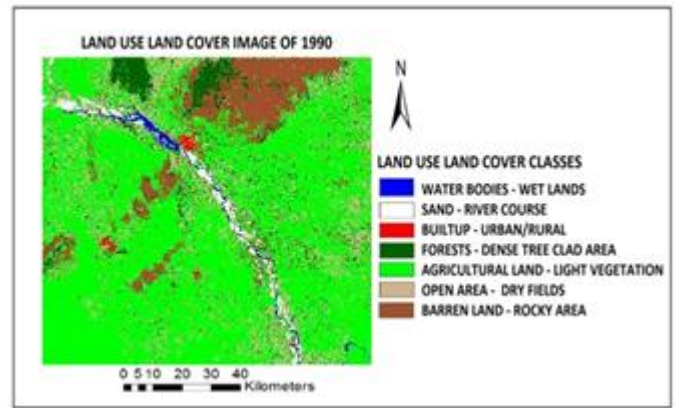 LAND USE LAND COVER IMAGE OF 1990
N
LAND USE LAND COVER CLASSES
WATER BODIES - WET LANDS
SAND - RIVER COURSE
BUILTUP - URBAN/RURAL
FORESTS - DENSE TREE CLAD AREA
AGRICULTURAL LAND - LIGHT VEGETATION
OPEN AREA - DRY FIELDS
BARREN LAND - ROCKY AREA
0 5 10 20 30 40
Kilometers